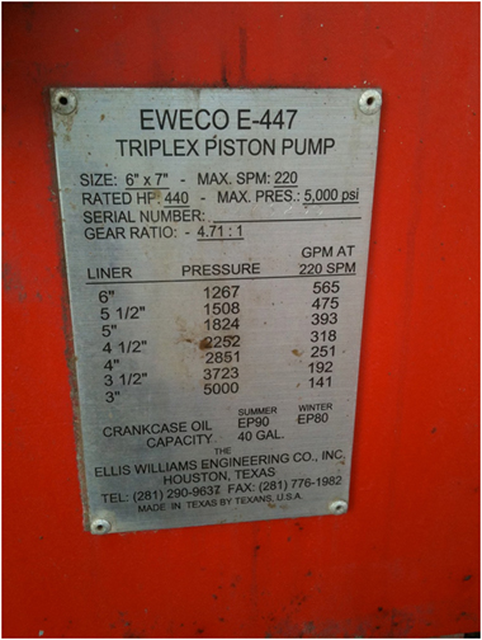 EWECO E-447
TRIPLEX PISTON PUMP
SIZE: 6" x 7" - MAX. SPM: 220
RATED HP: 440 - MAX. PRES.: 5,000 psi
SERIAL NUMBER:
GEAR RATIO: - 4.71 : 1
LINER PRESSURE GPM AT 220 SPM
6" 1267 565
5 1/2" 1508 475
5" 1824 393
4 1/2" 2252 318
4" 2851 251
3 1/2" 3723 192
3" 5000 141
SUMMER WINTER
CRANKCASE OIL EP90 EP80
CAPACITY 40 GAL.
THE
ELLIS WILLIAMS ENGINEERING CO., INC.
HOUSTON, TEXAS
TEL: (281) 290-9637 FAX: (281) 776-1982
MADE IN TEXAS BY TEXANS, U.S.A.